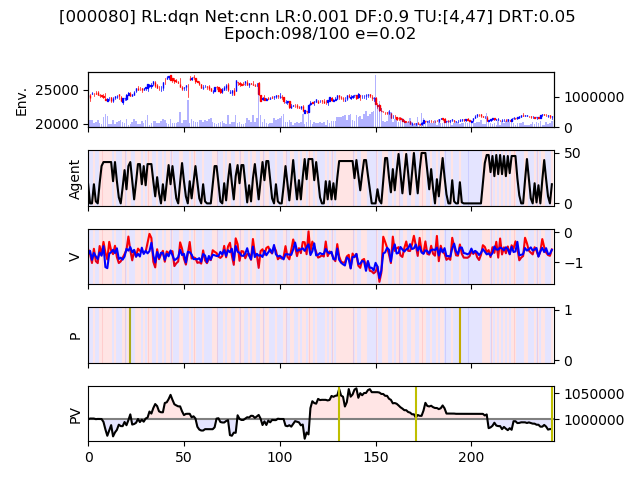 [000080] RL:dqn Net:cnn LR:0.001 DF:0.9 TU:[4,47] DRT:0.05
Epoch:098/100 e=0.02
Env.
25000
20000
1000000
0
Agent
50
0
V
0
−1
P
1
0
PV
1050000
1000000
0
50
100
150
200